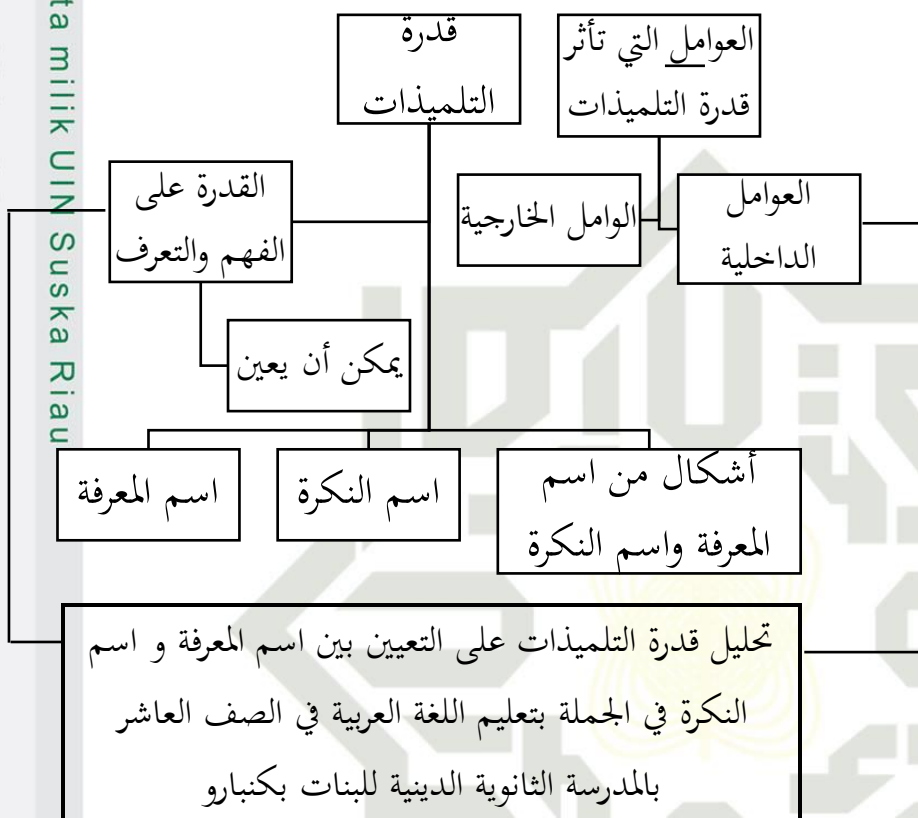 العوامل التي تأثر
قدرة التلميذات
قدرة
التلميذات
العوامل
الداخلية
الوامل الخارجية
القدرة على
الفهم والتعرف
يمكن أن يعين
أشكال من اسم
المعرفة واسم النكرة
اسم النكرة
اسم المعرفة
تحليل قدرة التلميذات على التعيين بين اسم المعرفة و اسم
النكرة في الجملة بتعليم اللغة العربية في الصف العاشر
بالمدرسة الثانوية الدينية للبنات بكنبارو
ta milik UIN Suska Riau